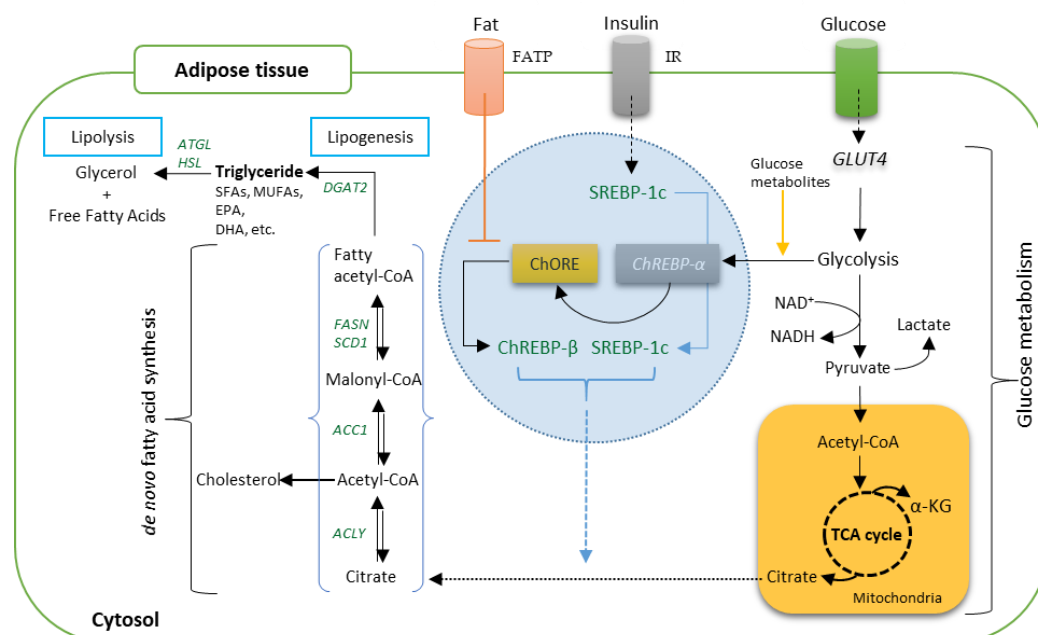 Fat
Insulin
Glucose
FATP
IR
Adipose tissue
Lipolysis
Lipogenesis
ATGL
HSL
Glycerol
+
Free Fatty Acids
Triglyceride
SFAs, MUFAs,
EPA,
DHA, etc.
DGAT2
Fatty
acetyl-CoA
FASN
SCD1
Malonyl-CoA
ACC1
Cholesterol
Acetyl-CoA
ACLY
Citrate
de novo fatty acid synthesis
SREBP-1c
ChORE
ChREBP-α
ChREBP-β
SREBP-1c
Glucose
metabolites
GLUT4
Glycolysis
NAD⁺
NADH
Lactate
Pyruvate
Acetyl-CoA
α-KG
TCA cycle
Citrate
Mitochondria
Glucose metabolism
Cytosol